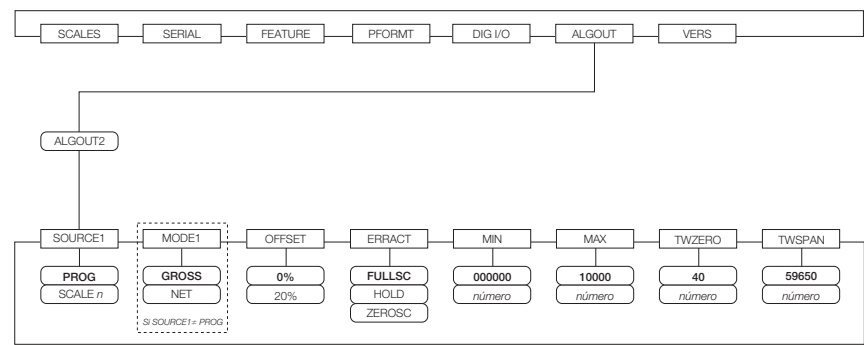 SCALES SERIAL FEATURE PFORMT DIG I/O ALGOUT VERS
ALGOUT2
SOURCE1 MODE1 OFFSET ERRACT MIN MAX TWZERO TWSPAN
PROG GROSS 0% FULLSC 000000 10000 40 59650
SCALE n NET 20% HOLD número número número número
ZEROSC
Si SOURCE1= PROG